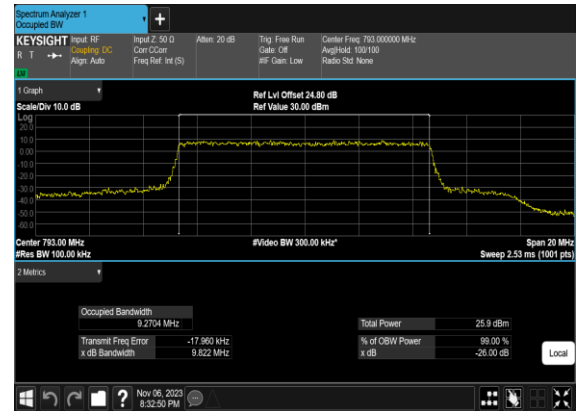 Spectrum Analyzer 1
Occupied BW
+
KEYSIGHT Input: RF Input Z: 50 Ω Atten: 20 dB Trig: Free Run Center Freq: 793.000000 MHz
R T Coupling: DC Corr CCorr Gate: Off Avg|Hold: 100/100
Align: Auto Freq Ref: Int (S) #IF Gain: Low Radio Std: None
LXI
1 Graph
Ref Lvl Offset 24.80 dB
Scale/Div 10.0 dB Ref Value 30.00 dBm
Log
20.0
10.0
0.00
-10.0
-20.0
-30.0
-40.0
-50.0
-60.0
Center 793.00 MHz #Video BW 300.00 kHz* Span 20 MHz
#Res BW 100.00 kHz Sweep 2.53 ms (1001 pts)
2 Metrics
Occupied Bandwidth
9.2704 MHz Total Power 25.9 dBm
Transmit Freq Error -17.960 kHz % of OBW Power 99.00 %
x dB Bandwidth 9.822 MHz x dB -26.00 dB
Local
? Nov 06, 2023
8:32:50 PM